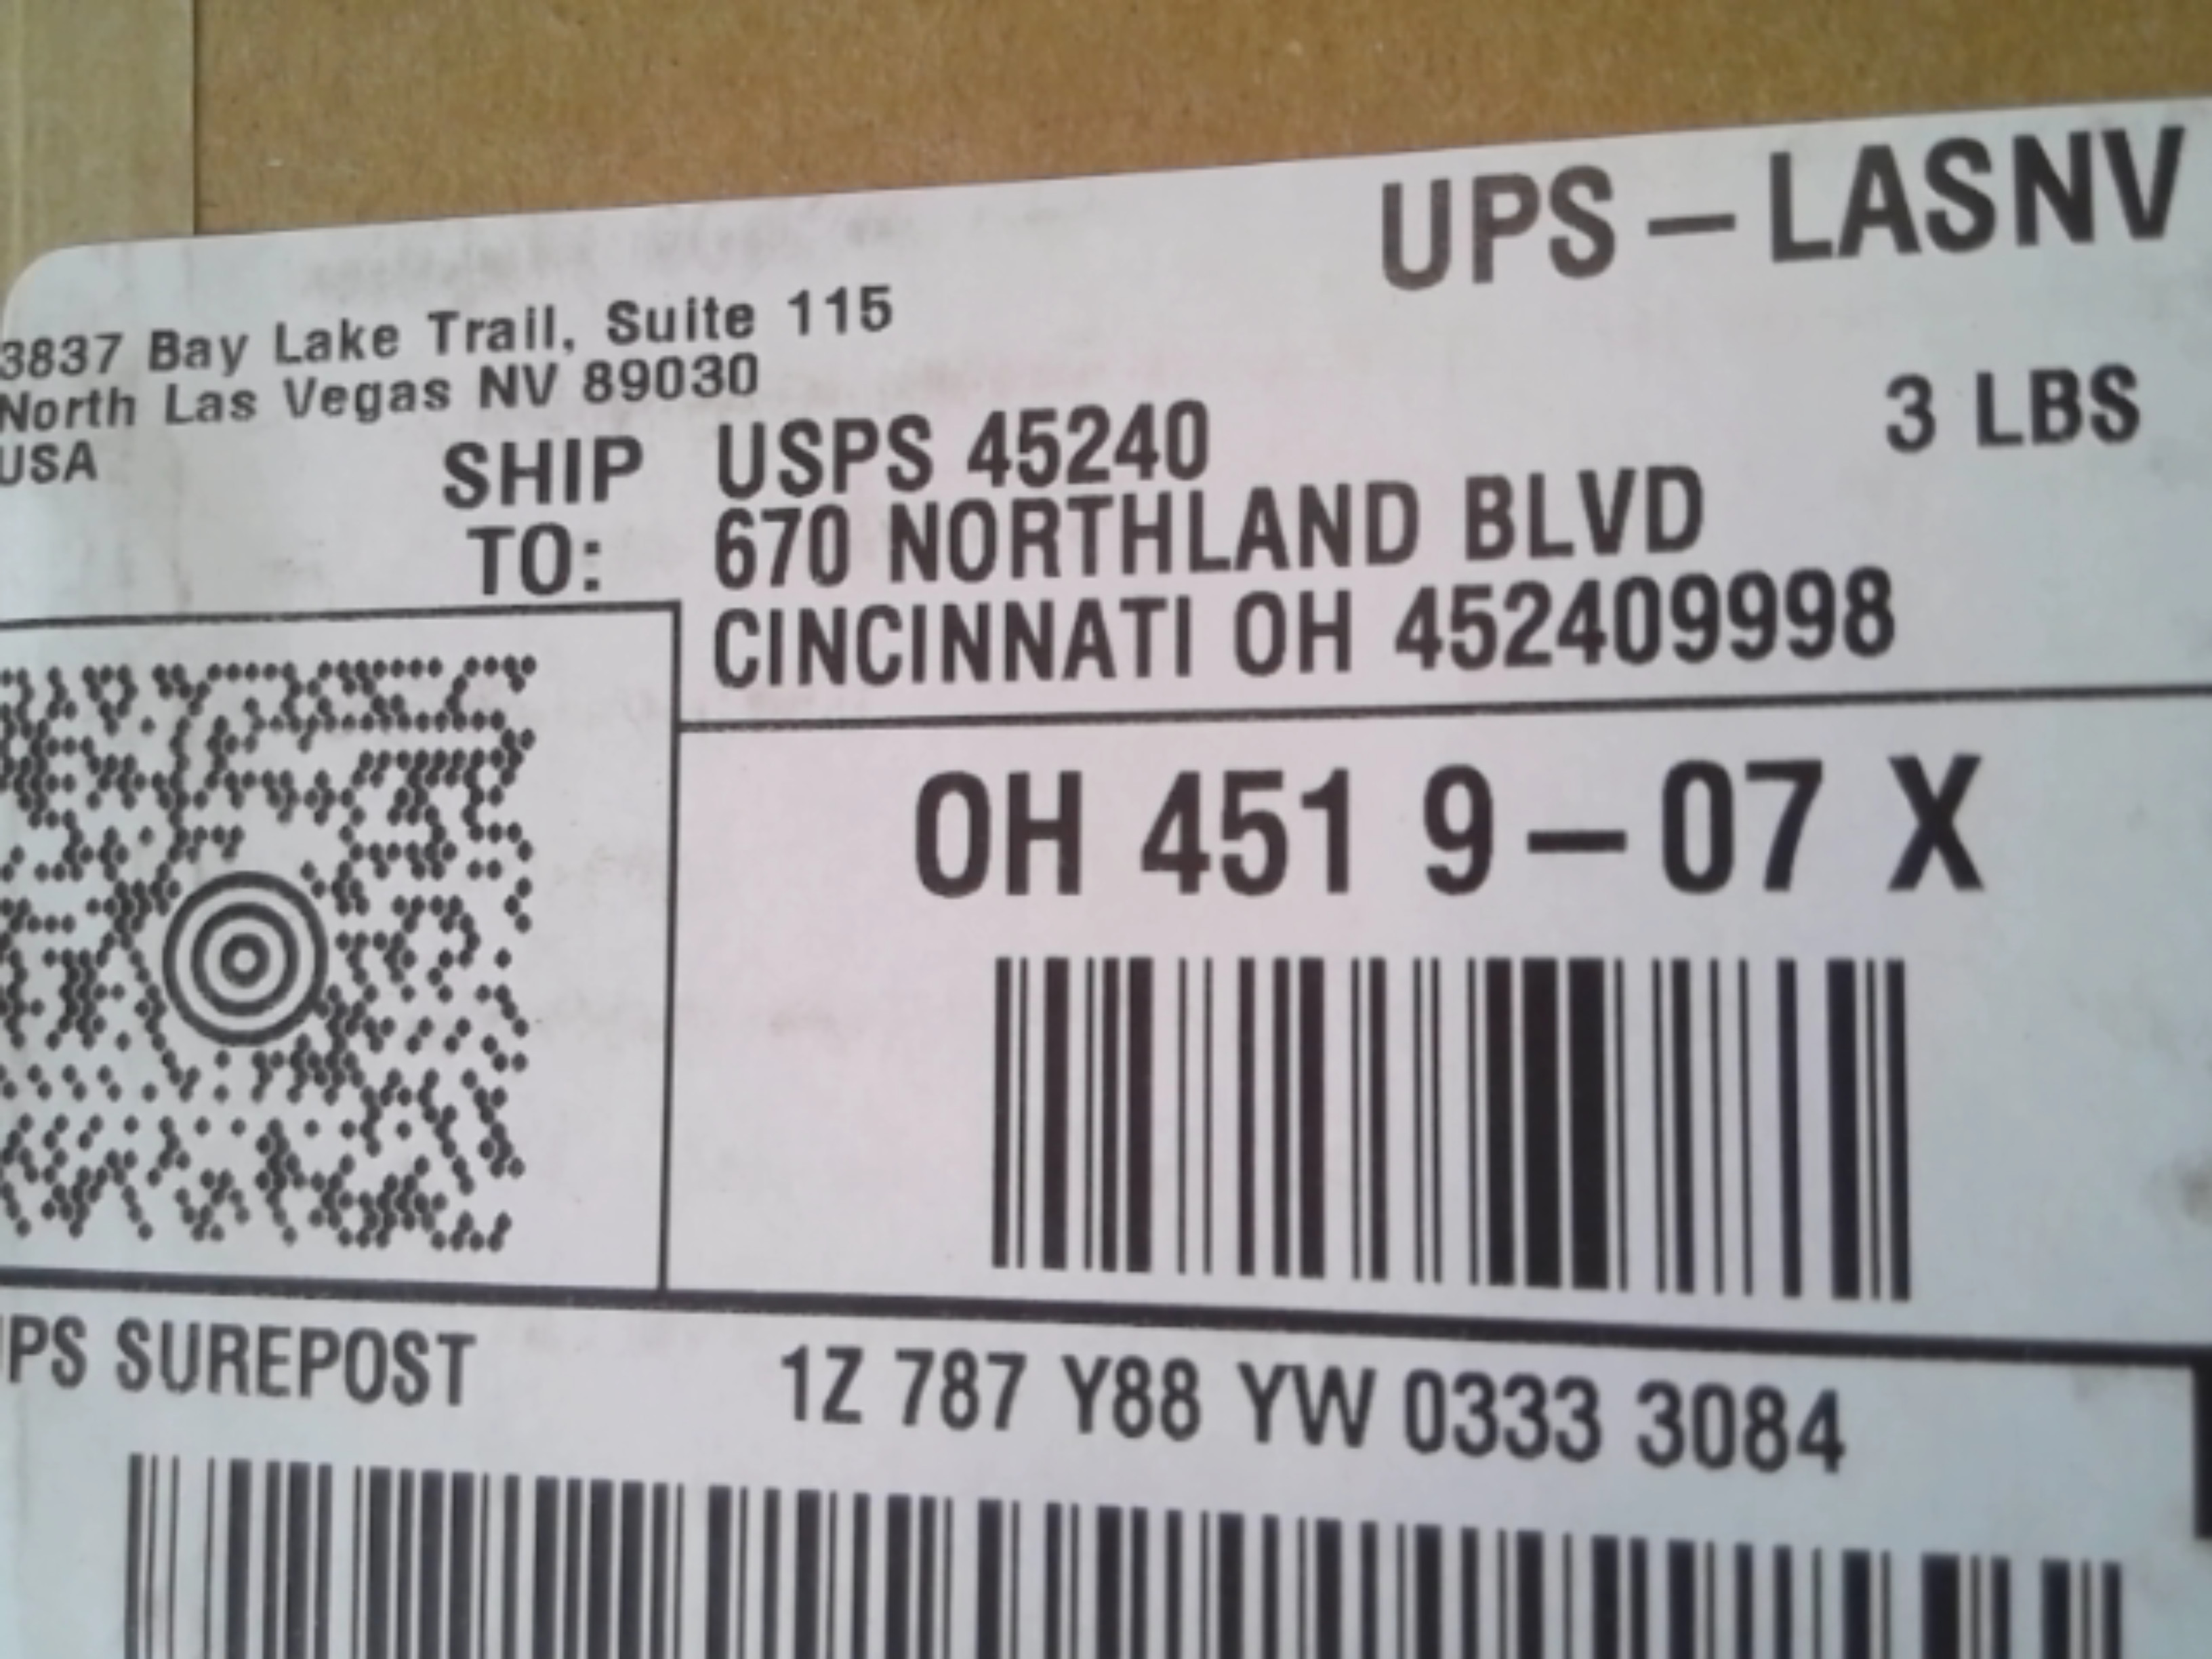 UPS - LASNV
3837 Bay Lake Trail, Suite 115
North Las Vegas NV 89030
USA
3 LBS
SHIP TO:
USPS 45240
670 NORTHLAND BLVD
CINCINNATI OH 452409998
OH 451 9-07 X
UPS SUREPOST
1Z 787 Y88 YW 0333 3084